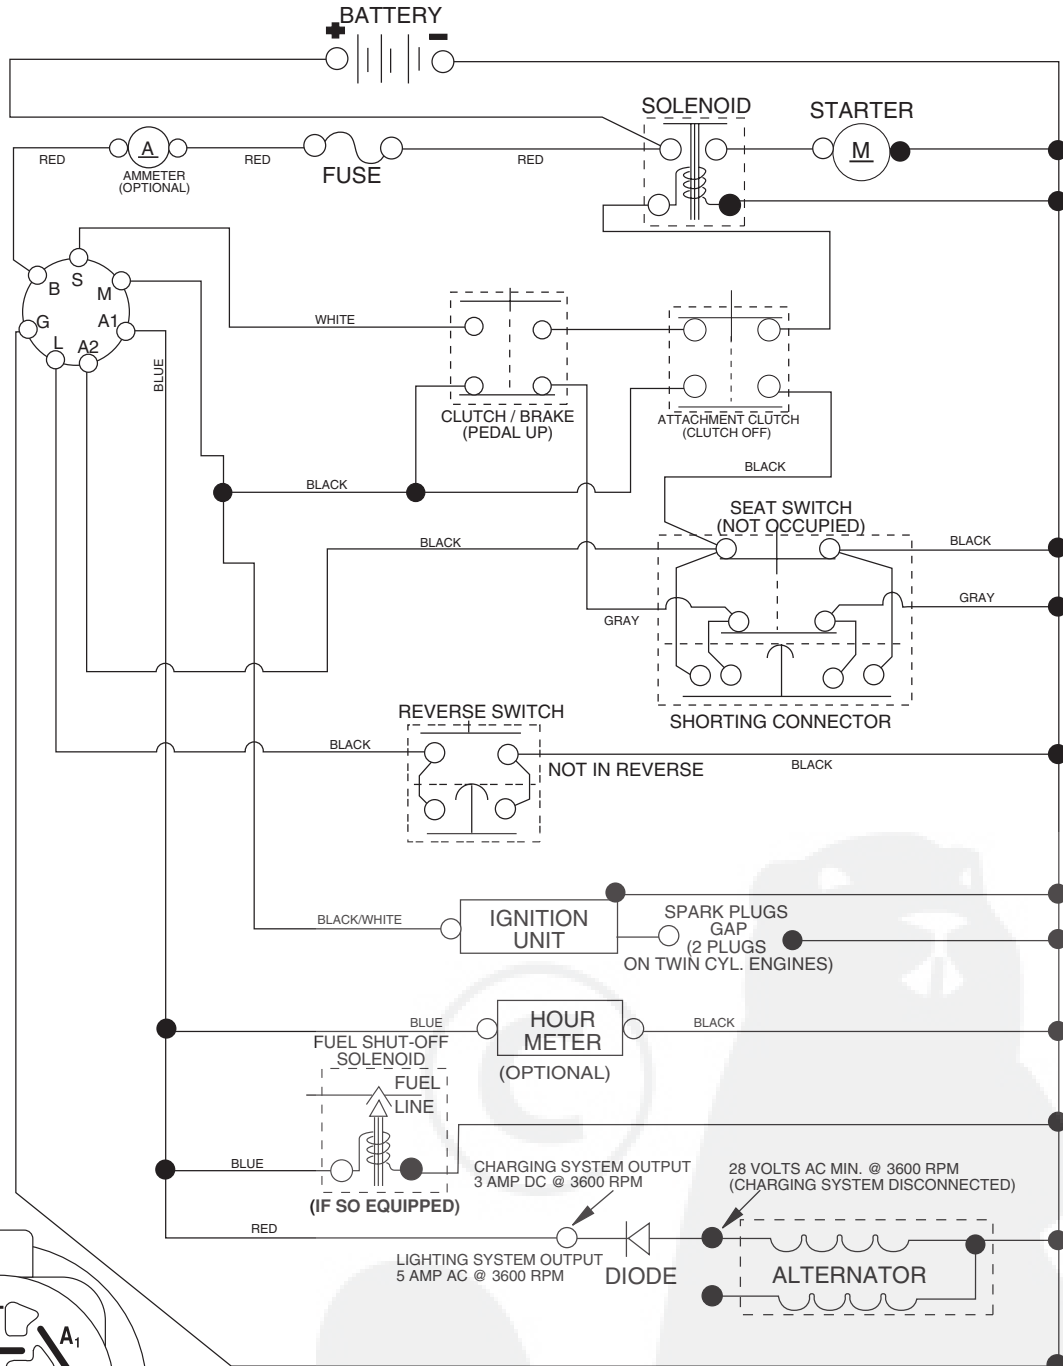 BATTERY
SOLENOID
STARTER
RED
A
RED
FUSE
RED
M
AMMETER
(OPTIONAL)
B
S
M
G
A1
L
A2
WHITE
BLUE
CLUTCH / BRAKE
(PEDAL UP)
ATTACHMENT CLUTCH
(CLUTCH OFF)
BLACK
BLACK
SEAT SWITCH
(NOT OCCUPIED)
BLACK
BLACK
GRAY
GRAY
SHORTING CONNECTOR
REVERSE SWITCH
BLACK
NOT IN REVERSE
BLACK
BLACK/WHITE
IGNITION
UNIT
SPARK PLUGS
GAP
(2 PLUGS
ON TWIN CYL. ENGINES)
BLUE
HOUR
METER
BLACK
(OPTIONAL)
FUEL SHUT-OFF
SOLENOID
FUEL
LINE
BLUE
(IF SO EQUIPPED)
CHARGING SYSTEM OUTPUT
3 AMP DC @ 3600 RPM
28 VOLTS AC MIN. @ 3600 RPM
(CHARGING SYSTEM DISCONNECTED)
RED
LIGHTING SYSTEM OUTPUT
5 AMP AC @ 3600 RPM
DIODE
ALTERNATOR
A1
©